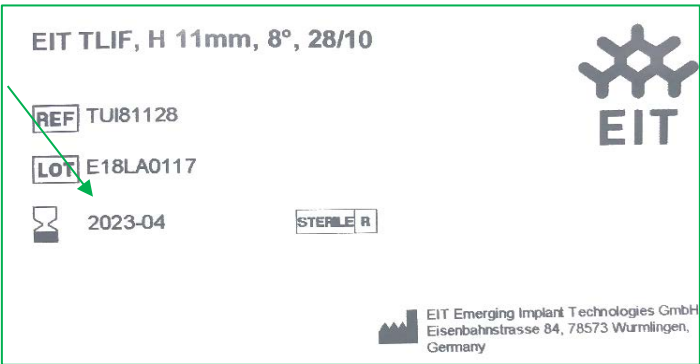 EIT TLIF, H 11mm, 8°, 28/10
EIT
REF TUI81128
LOT E18LA0117
2023-04
STERILE R
EIT Emerging Implant Technologies GmbH
Eisenbahnstrasse 84, 78573 Wurmlingen,
Germany